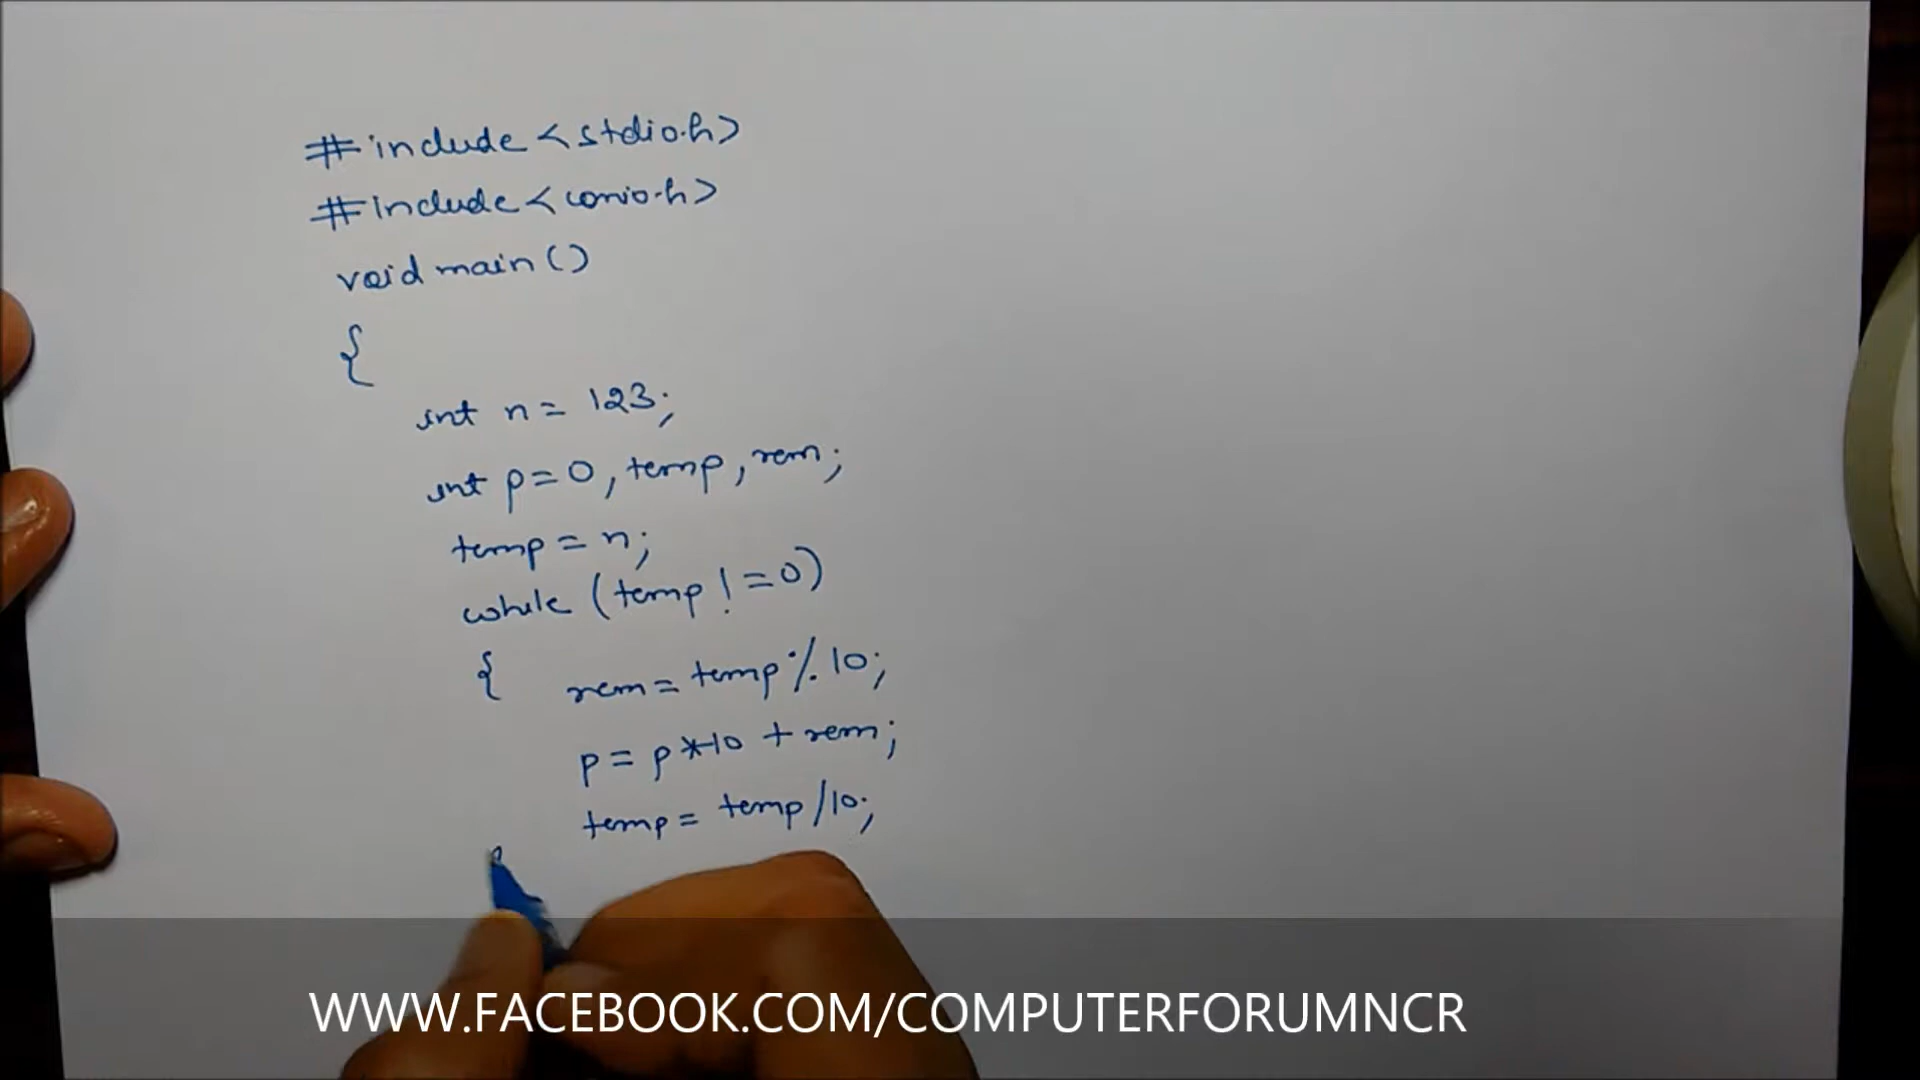 #include <stdio.h>
#include <conio.h>
void main()
{
int n = 123;
int p=0, temp, rem;
temp = n;
while (temp != 0)
{ rem = temp % 10;
p = p*10 + rem;
temp = temp/10;
WWW.FACEBOOK.COM/COMPUTERFORUMNCR